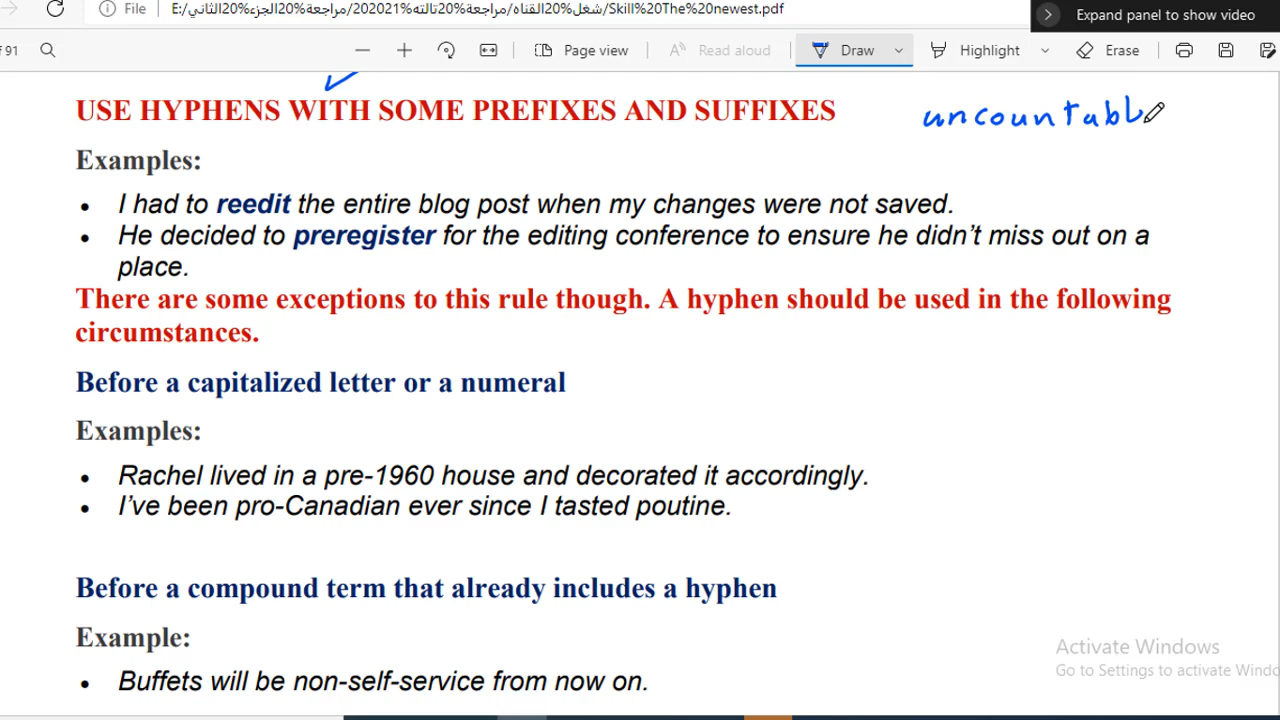 File E:/شغل%20القناه/مراجعة%20تالته%202021/مراجعة%20الجزء%20الثاني/Skill%20The%20newest.pdf
Expand panel to show video
of 91 Page view Read aloud Draw Highlight Erase
USE HYPHENS WITH SOME PREFIXES AND SUFFIXES
uncountabl
Examples:
• I had to reedit the entire blog post when my changes were not saved.
• He decided to preregister for the editing conference to ensure he didn't miss out on a
place.
There are some exceptions to this rule though. A hyphen should be used in the following
circumstances.
Before a capitalized letter or a numeral
Examples:
• Rachel lived in a pre-1960 house and decorated it accordingly.
• I've been pro-Canadian ever since I tasted poutine.
Before a compound term that already includes a hyphen
Example:
• Buffets will be non-self-service from now on.
Activate Windows
Go to Settings to activate Windo